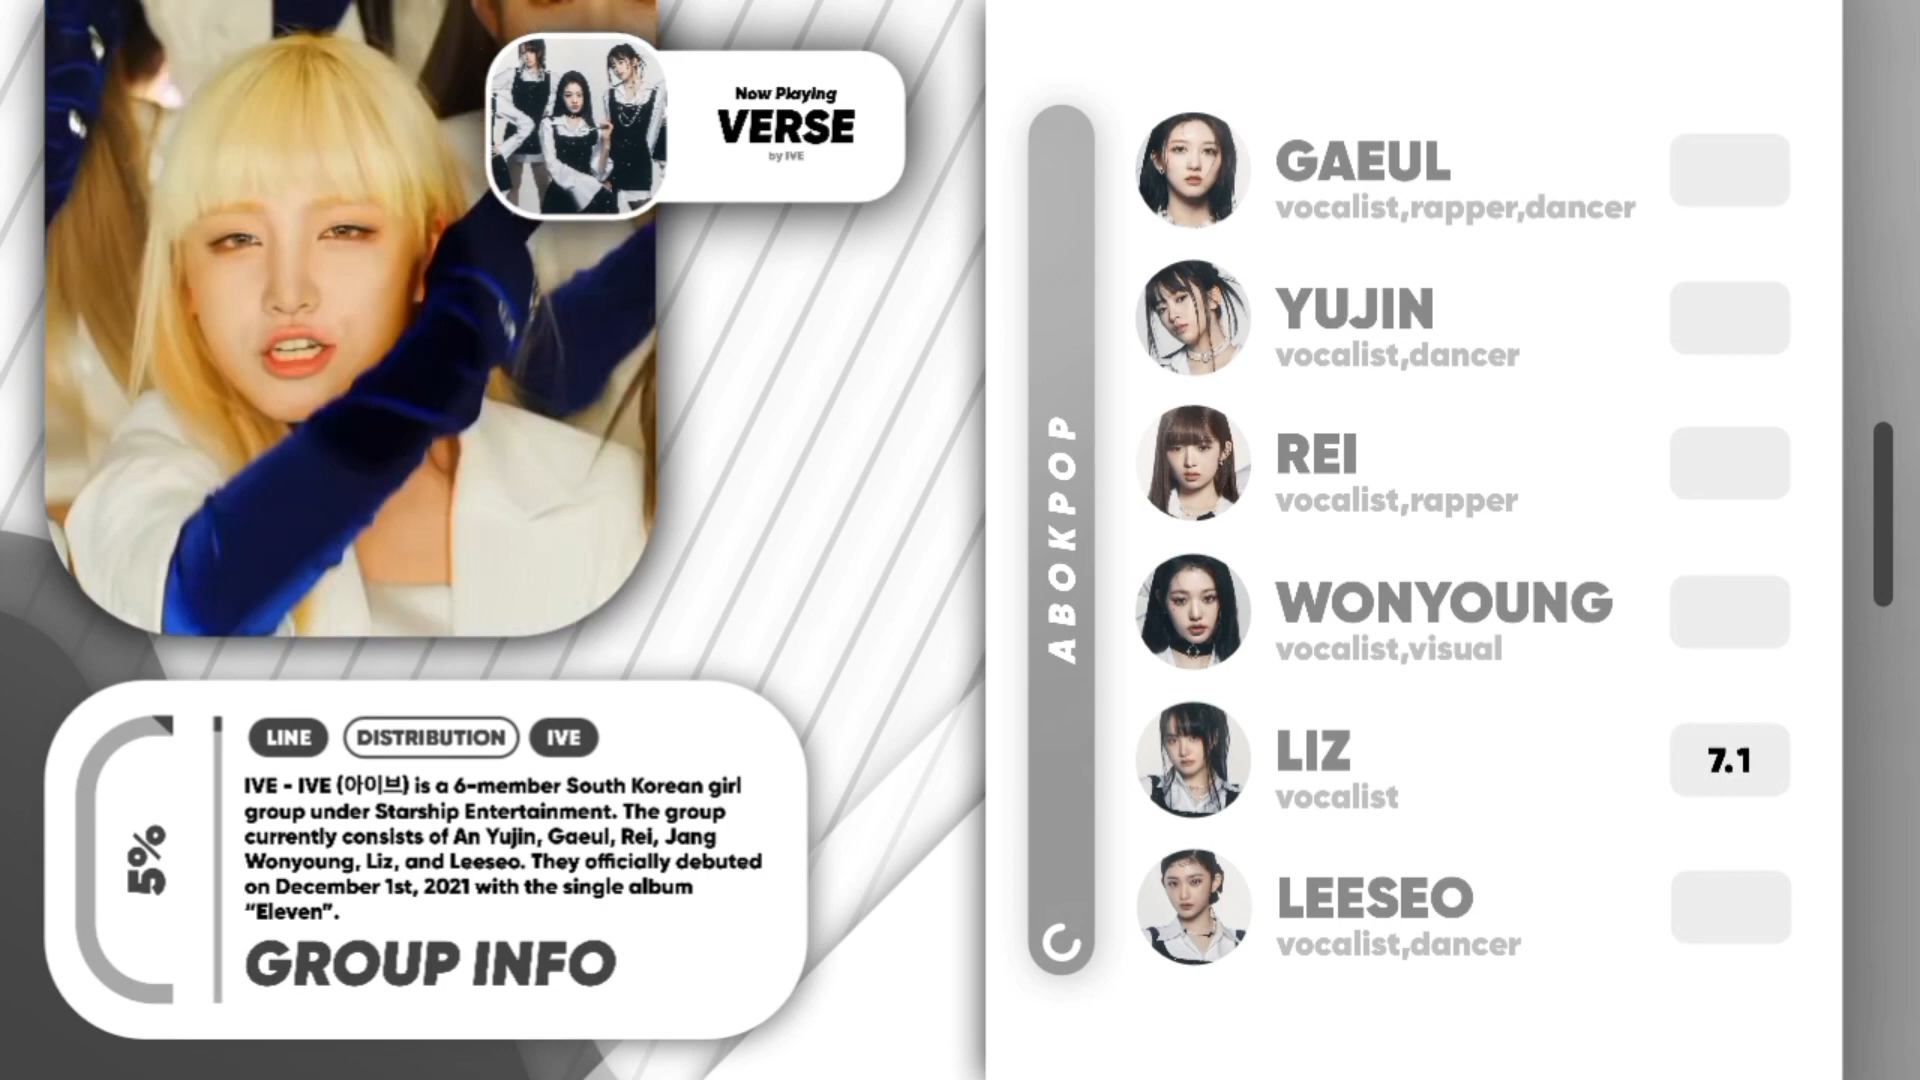 Now Playing
VERSE
by IVE
LINE
DISTRIBUTION
IVE
IVE - IVE (아이브) is a 6-member South Korean girl
group under Starship Entertainment. The group
currently consists of An Yujin, Gaeul, Rei, Jang
Wonyoung, Liz, and Leeseo. They officially debuted
on December 1st, 2021 with the single album
"Eleven".
GROUP INFO
5%
ABOKPOP
GAEUL
vocalist,rapper,dancer
YUJIN
vocalist,dancer
REI
vocalist,rapper
WONYOUNG
vocalist,visual
LIZ
vocalist
7.1
LEESEO
vocalist,dancer